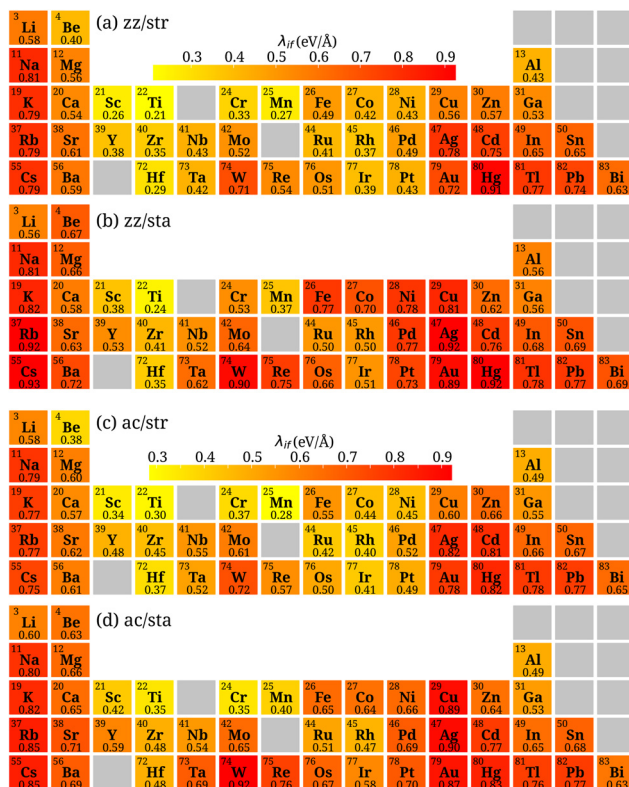 3 4 (a) zz/str
Li Be λif (eV/Å)
0.58 0.40 0.3 0.4 0.5 0.6 0.7 0.8 0.9
11 12 13
Na Mg Al
0.81 0.56 0.43
19 20 21 22 24 25 26 27 28 29 30 31
K Ca Sc Ti Cr Mn Fe Co Ni Cu Zn Ga
0.79 0.54 0.26 0.21 0.33 0.27 0.49 0.42 0.43 0.56 0.57 0.53
37 38 39 40 41 42 44 45 46 47 48 49 50
Rb Sr Y Zr Nb Mo Ru Rh Pd Ag Cd In Sn
0.79 0.61 0.38 0.35 0.43 0.52 0.41 0.37 0.49 0.78 0.75 0.65 0.65
55 56 72 73 74 75 76 77 78 79 80 81 82 83
Cs Ba Hf Ta W Re Os Ir Pt Au Hg Tl Pb Bi
0.79 0.59 0.29 0.42 0.71 0.54 0.51 0.39 0.43 0.72 0.91 0.77 0.74 0.63
3 4 (b) zz/sta
Li Be
0.56 0.67
11 12 13
Na Mg Al
0.81 0.66 0.56
19 20 21 22 24 25 26 27 28 29 30 31
K Ca Sc Ti Cr Mn Fe Co Ni Cu Zn Ga
0.82 0.58 0.38 0.24 0.53 0.37 0.77 0.70 0.78 0.81 0.62 0.56
37 38 39 40 41 42 44 45 46 47 48 49 50
Rb Sr Y Zr Nb Mo Ru Rh Pd Ag Cd In Sn
0.92 0.63 0.53 0.41 0.52 0.64 0.50 0.50 0.77 0.92 0.76 0.68 0.69
55 56 72 73 74 75 76 77 78 79 80 81 82 83
Cs Ba Hf Ta W Re Os Ir Pt Au Hg Tl Pb Bi
0.93 0.72 0.35 0.62 0.90 0.75 0.66 0.51 0.73 0.89 0.92 0.78 0.77 0.69
3 4 (c) ac/str
Li Be λif (eV/Å)
0.58 0.38 0.3 0.4 0.5 0.6 0.7 0.8 0.9
11 12 13
Na Mg Al
0.79 0.60 0.49
19 20 21 22 24 25 26 27 28 29 30 31
K Ca Sc Ti Cr Mn Fe Co Ni Cu Zn Ga
0.77 0.57 0.34 0.30 0.37 0.28 0.55 0.44 0.45 0.60 0.66 0.55
37 38 39 40 41 42 44 45 46 47 48 49 50
Rb Sr Y Zr Nb Mo Ru Rh Pd Ag Cd In Sn
0.77 0.62 0.48 0.45 0.55 0.61 0.42 0.40 0.52 0.82 0.81 0.66 0.67
55 56 72 73 74 75 76 77 78 79 80 81 82 83
Cs Ba Hf Ta W Re Os Ir Pt Au Hg Tl Pb Bi
0.75 0.61 0.37 0.52 0.72 0.57 0.50 0.41 0.49 0.78 0.82 0.78 0.77 0.65
3 4 (d) ac/sta
Li Be
0.60 0.63
11 12 13
Na Mg Al
0.80 0.66 0.49
19 20 21 22 24 25 26 27 28 29 30 31
K Ca Sc Ti Cr Mn Fe Co Ni Cu Zn Ga
0.82 0.65 0.42 0.35 0.35 0.40 0.65 0.64 0.66 0.89 0.64 0.53
37 38 39 40 41 42 44 45 46 47 48 49 50
Rb Sr Y Zr Nb Mo Ru Rh Pd Ag Cd In Sn
0.85 0.71 0.59 0.48 0.54 0.65 0.51 0.47 0.69 0.90 0.77 0.65 0.68
55 56 72 73 74 75 76 77 78 79 80 81 82 83
Cs Ba Hf Ta W Re Os Ir Pt Au Hg Tl Pb Bi
0.85 0.69 0.48 0.69 0.92 0.76 0.67 0.58 0.70 0.87 0.83 0.76 0.77 0.63